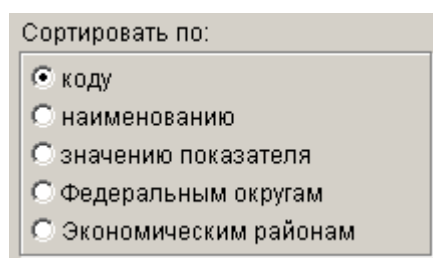 Сортировать по:
коду
наименованию
значению показателя
Федеральным округам
Экономическим районам